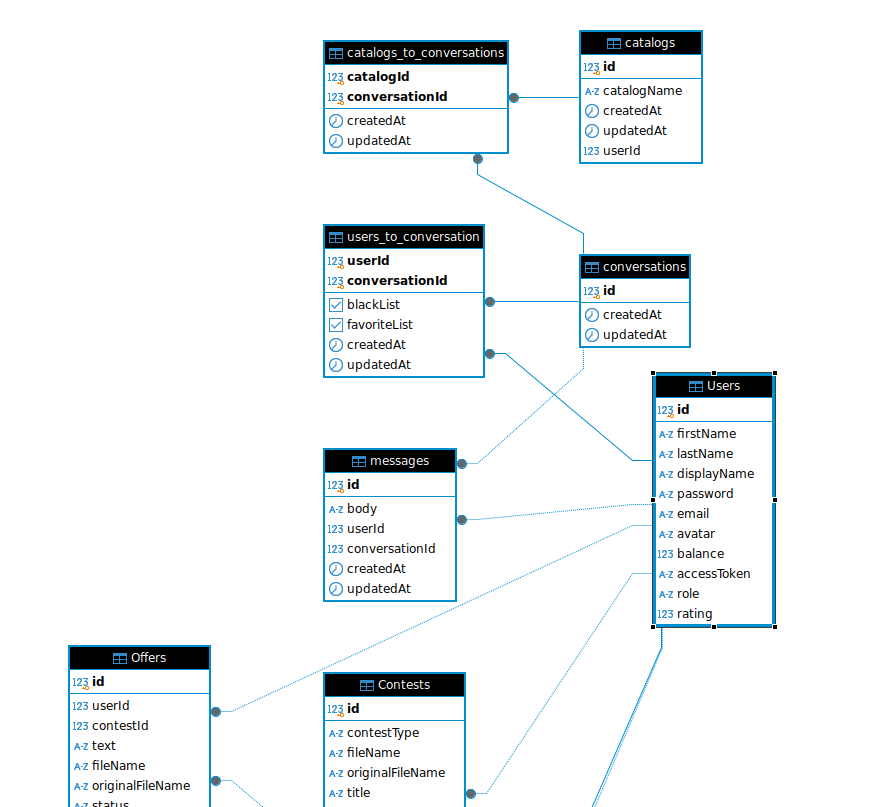 catalogs_to_conversations
123 catalogId
123 conversationId
createdAt
updatedAt
catalogs
123 id
A-Z catalogName
createdAt
updatedAt
123 userId
users_to_conversation
123 userId
123 conversationId
blackList
favoriteList
createdAt
updatedAt
conversations
123 id
createdAt
updatedAt
Users
123 id
A-Z firstName
A-Z lastName
A-Z displayName
A-Z password
A-Z email
A-Z avatar
123 balance
A-Z accessToken
A-Z role
123 rating
messages
123 id
A-Z body
123 userId
123 conversationId
createdAt
updatedAt
Offers
123 id
123 userId
123 contestId
A-Z text
A-Z fileName
A-Z originalFileName
A-Z status
Contests
123 id
A-Z contestType
A-Z fileName
A-Z originalFileName
A-Z title